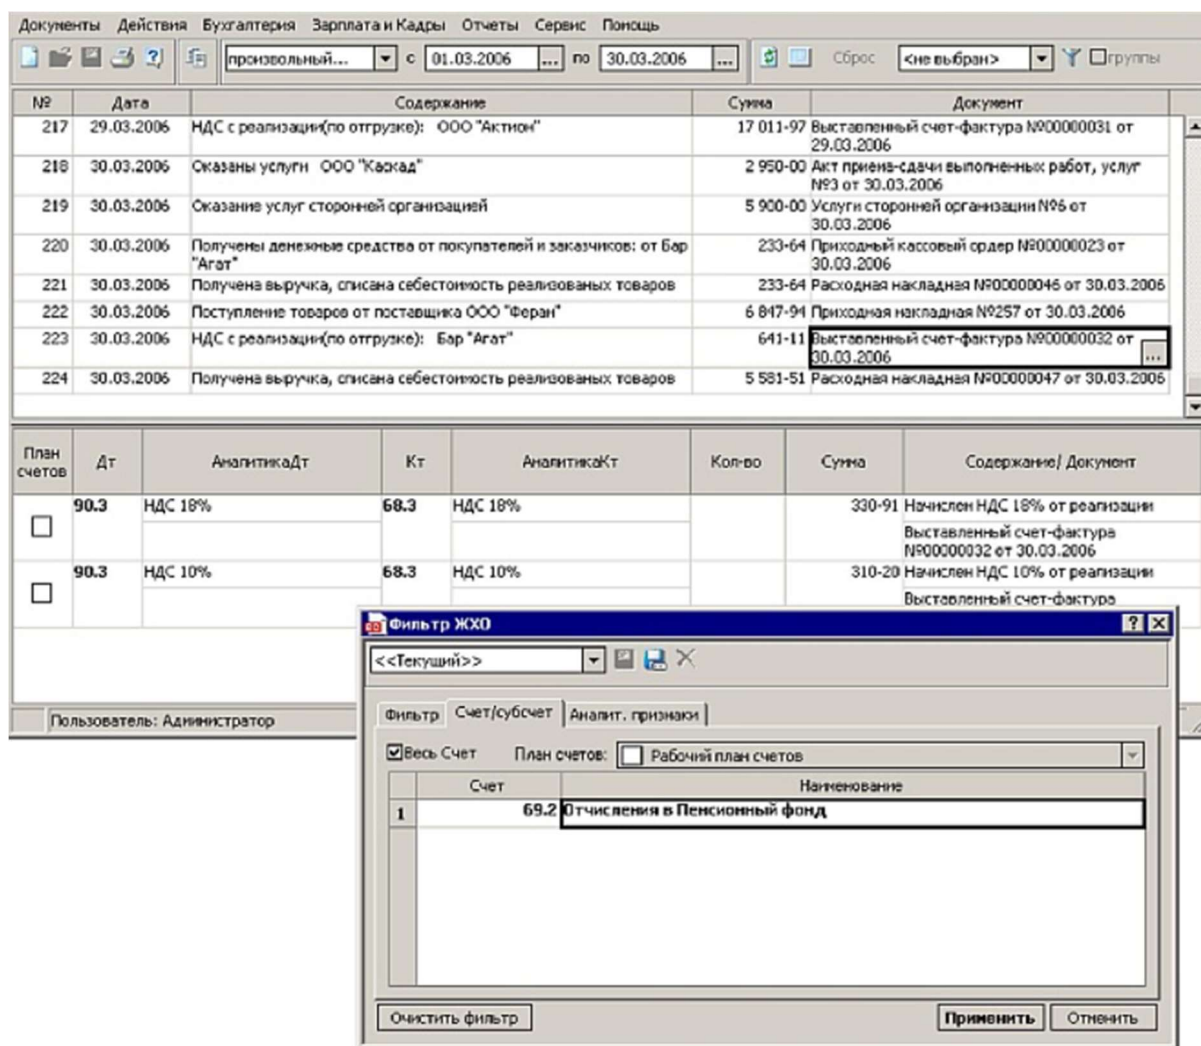 Документы Действия Бухгалтерия Зарплата и Кадры Отчеты Сервис Помощь
произвольный... с 01.03.2006 ... по 30.03.2006 ... Сброс <не выбран> группы
№ Дата Содержание Сумма Документ
217 29.03.2006 НДС с реализации(по отгрузке): ООО "Актион" 17 011-97 Выставленный счет-фактура №00000031 от
29.03.2006
218 30.03.2006 Оказаны услуги ООО "Каскад" 2 950-00 Акт приема-сдачи выполненных работ, услуг
№3 от 30.03.2006
219 30.03.2006 Оказание услуг сторонней организацией 5 900-00 Услуги сторонней организации №6 от
30.03.2006
220 30.03.2006 Получены денежные средства от покупателей и заказчиков: от Бар 233-64 Приходный кассовый ордер №00000023 от
"Агат" 30.03.2006
221 30.03.2006 Получена выручка, списана себестоимость реализованых товаров 233-64 Расходная накладная №00000046 от 30.03.2006
222 30.03.2006 Поступление товаров от поставщика ООО "Феран" 6 847-94 Приходная накладная №257 от 30.03.2006
223 30.03.2006 НДС с реализации(по отгрузке): Бар "Агат" 641-11 Выставленный счет-фактура №00000032 от
30.03.2006 ...
224 30.03.2006 Получена выручка, списана себестоимость реализованых товаров 5 581-51 Расходная накладная №00000047 от 30.03.2006
План
счетов Дт АналитикаДт Кт АналитикаКт Кол-во Сумма Содержание/ Документ
90.3 НДС 18% 68.3 НДС 18% 330-91 Начислен НДС 18% от реализации
Выставленный счет-фактура
№00000032 от 30.03.2006
90.3 НДС 10% 68.3 НДС 10% 310-20 Начислен НДС 10% от реализации
Выставленный счет-фактура
Пользователь: Администратор
Фильтр ЖХО
<<Текущий>>
Фильтр Счет/субсчет Аналит. признаки
Весь Счет План счетов: Рабочий план счетов
Счет Наименование
1 69.2 Отчисления в Пенсионный фонд
Очистить фильтр Применить Отменить